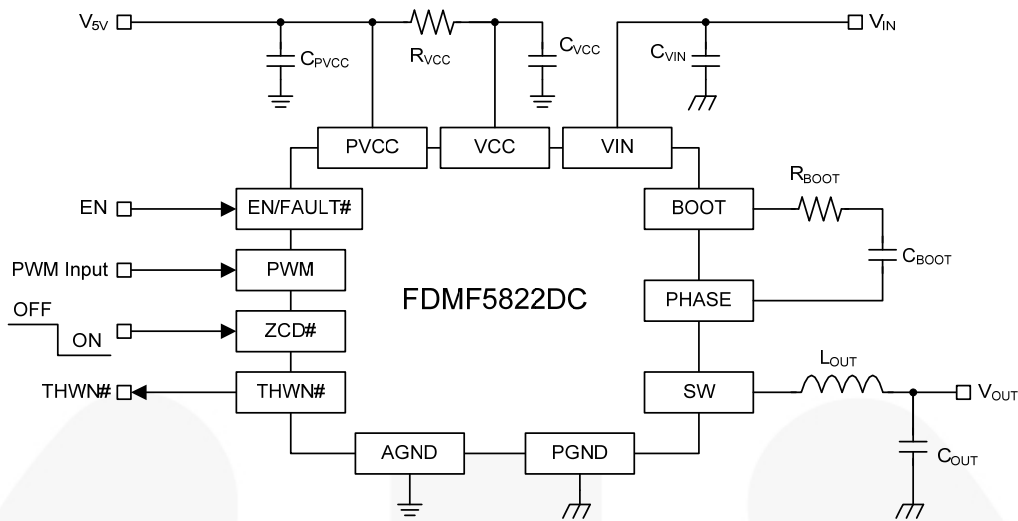 V5V
CPVCC
RVCC
CVCC
CVIN
VIN
PVCC
VCC
VIN
EN
EN/FAULT#
BOOT
RBOOT
PWM Input
PWM
CBOOT
FDMF5822DC
PHASE
OFF
ON
ZCD#
THWN#
THWN#
SW
LOUT
VOUT
AGND
PGND
COUT